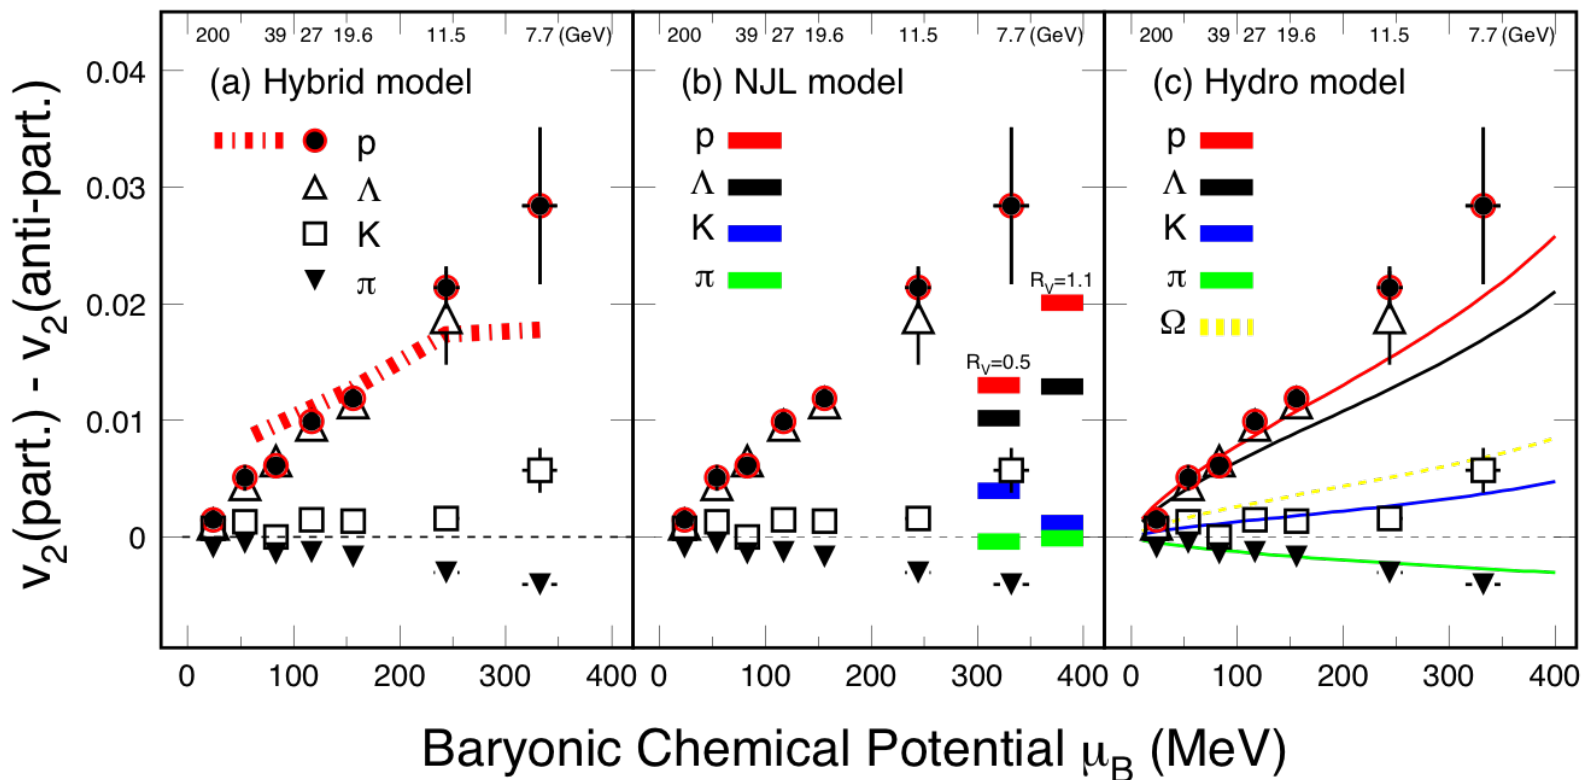 v₂(part.) - v₂(anti-part.)
0.04
0.03
0.02
0.01
0
200 39 27 19.6 11.5 7.7 (GeV)
(a) Hybrid model
p
Λ
K
π
0 100 200 300 400
200 39 27 19.6 11.5 7.7 (GeV)
(b) NJL model
p
Λ
K
π
R_V=1.1
R_V=0.5
0 100 200 300 400
200 39 27 19.6 11.5 7.7 (GeV)
(c) Hydro model
p
Λ
K
π
Ω
0 100 200 300 400
Baryonic Chemical Potential μ_B (MeV)